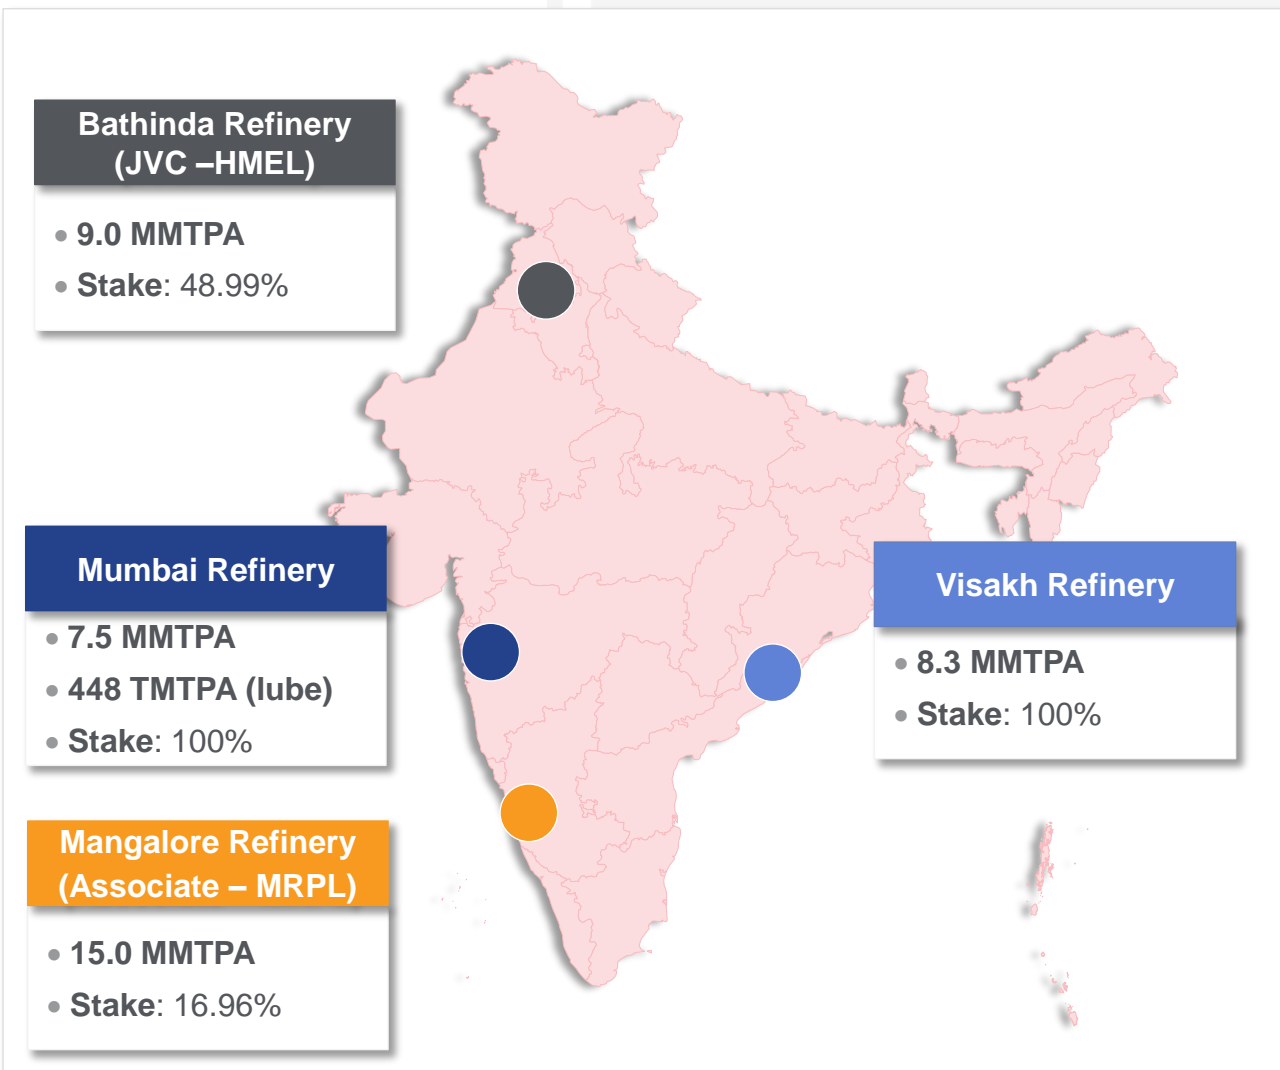 Bathinda Refinery
(JVC –HMEL)
• 9.0 MMTPA
• Stake: 48.99%
Mumbai Refinery
• 7.5 MMTPA
• 448 TMTPA (lube)
• Stake: 100%
Visakh Refinery
• 8.3 MMTPA
• Stake: 100%
Mangalore Refinery
(Associate – MRPL)
• 15.0 MMTPA
• Stake: 16.96%